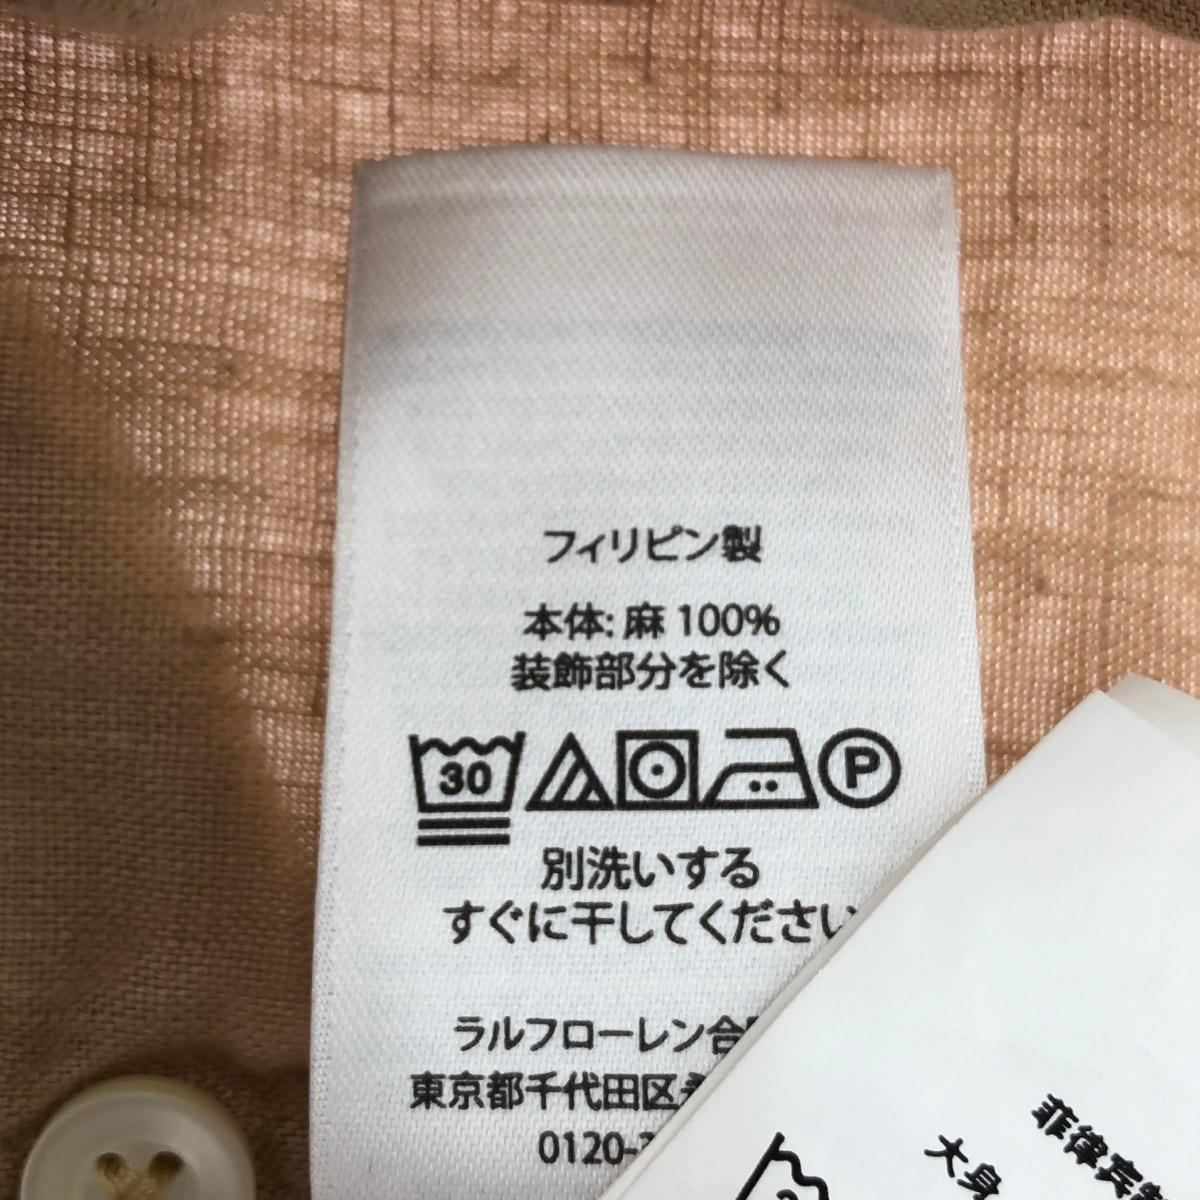 フィリピン製
本体: 麻 100%
装飾部分を除く
30
P
別洗いする
すぐに干してください
ラルフローレン合
東京都千代田区
0120-
菲律宾
大身